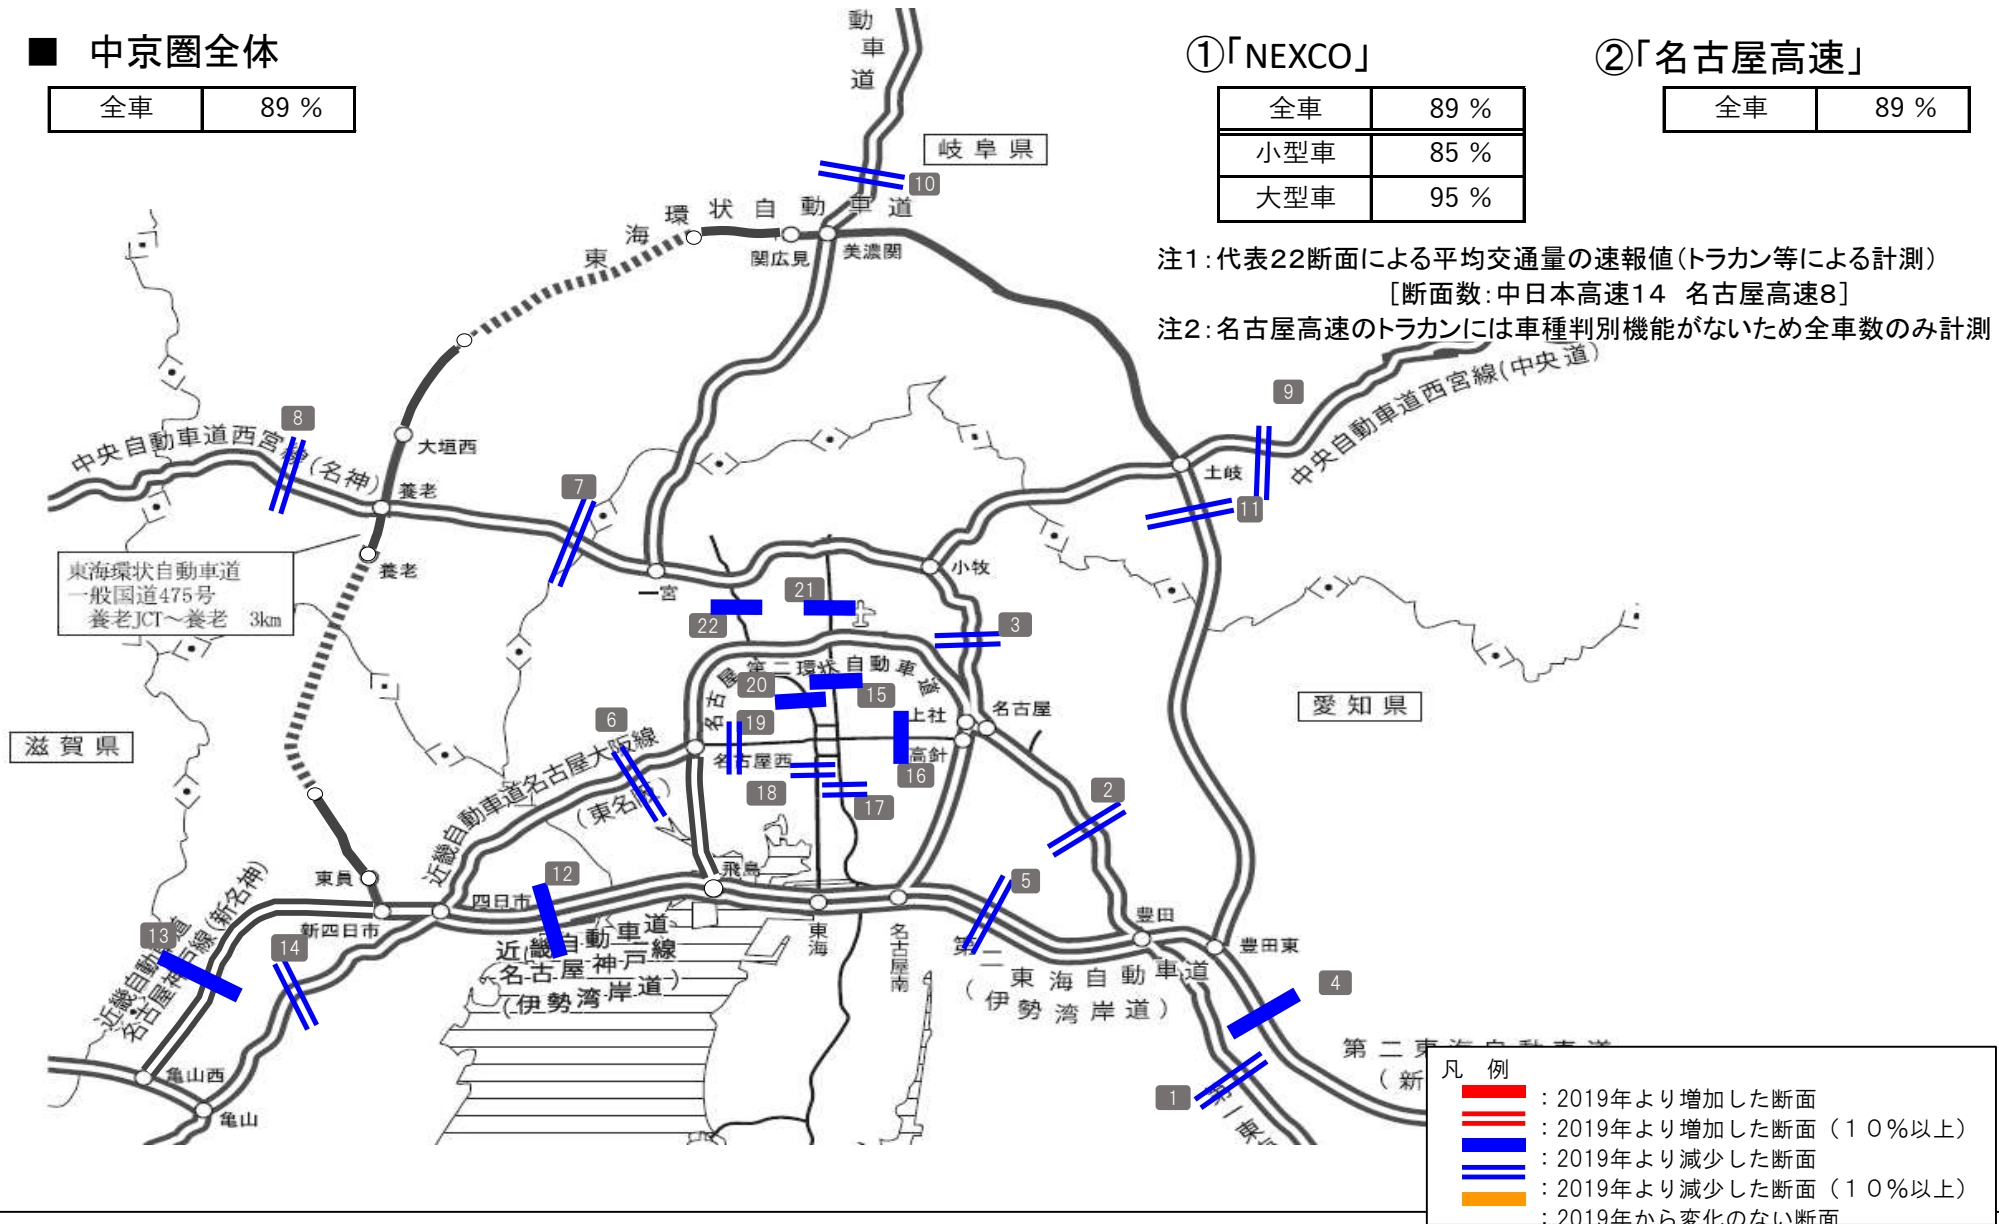 ■ 中京圏全体
全車 89 %
①「NEXCO」
全車 89 %
小型車 85 %
大型車 95 %
②「名古屋高速」
全車 89 %
注1:代表22断面による平均交通量の速報値(トラカン等による計測)
[断面数:中日本高速14 名古屋高速8]
注2:名古屋高速のトラカンには車種判別機能がないため全車数のみ計測
動車道
岐阜県
10
東海環状自動車道
関広見
美濃関
9
中央自動車道西宮線(中央道)
8
中央自動車道西宮線(名神)
大垣西
養老
7
土岐
11
東海環状自動車道
一般国道475号
養老JCT～養老 3km
養老
一宮
小牧
21
22
3
名古屋第二環状自動車道
20
15
19
上社
名古屋
愛知県
滋賀県
6
近畿自動車道名古屋大阪線
(東名阪)
名古屋西
高針
16
18
17
2
飛島
東員
12
5
四日市
新四日市
13
14
近畿自動車道
名古屋神戸線(新名神)
近畿自動車道
名古屋神戸線
(伊勢湾岸道)
東海
名古屋南
豊田
豊田東
第二東海自動車道
(伊勢湾岸道)
4
亀山西
亀山
1
第一東
第二東海自動車道
(新
凡 例
:2019年より増加した断面
:2019年より増加した断面(10%以上)
:2019年より減少した断面
:2019年より減少した断面(10%以上)
:2019年から変化のない断面